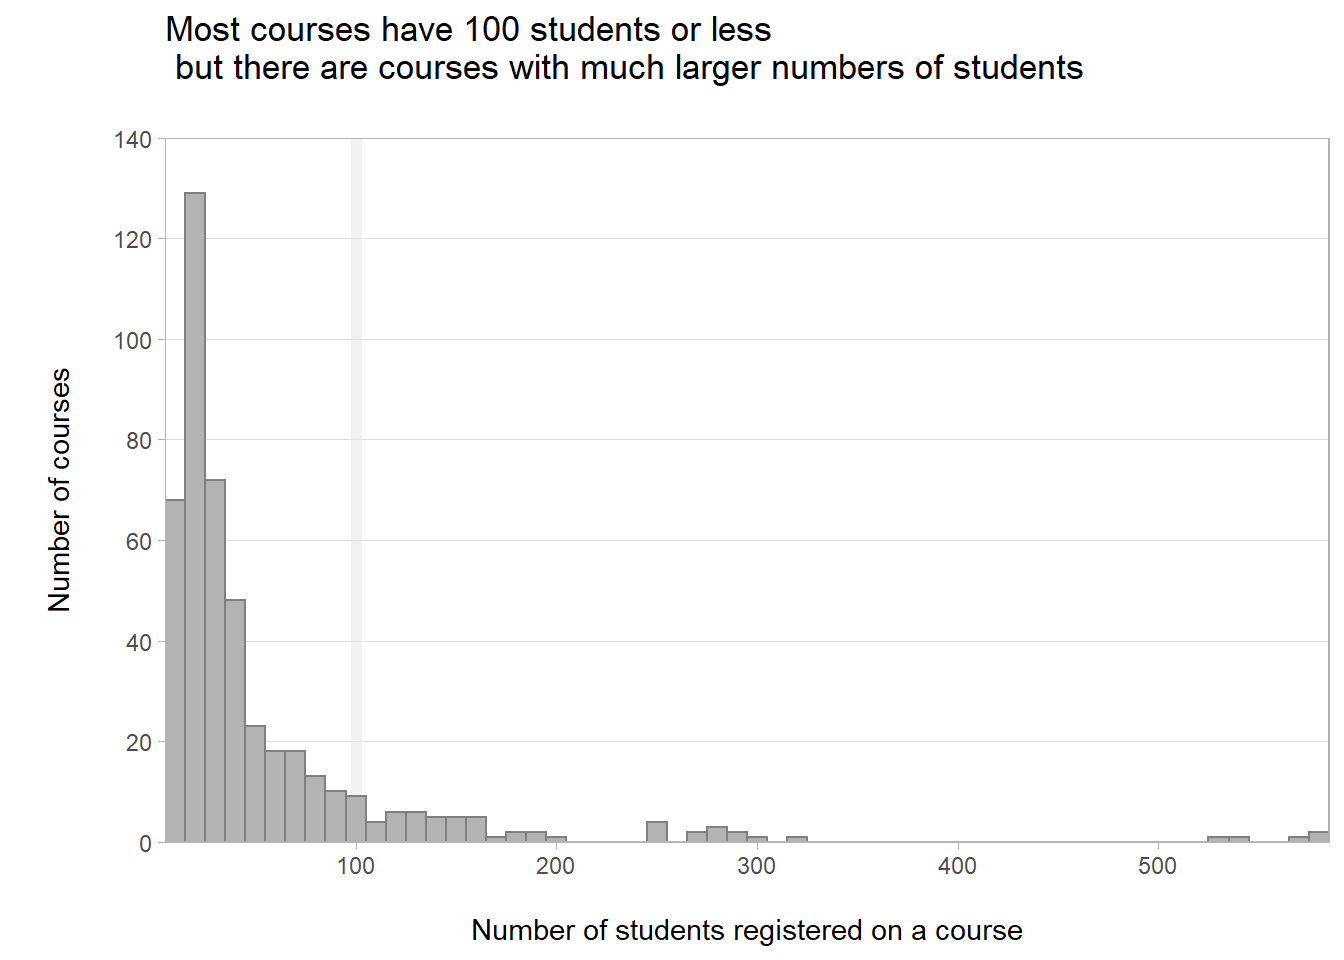 Most courses have 100 students or less
but there are courses with much larger numbers of students
140
120
100
80
60
40
20
0
Number of courses
100 200 300 400 500
Number of students registered on a course